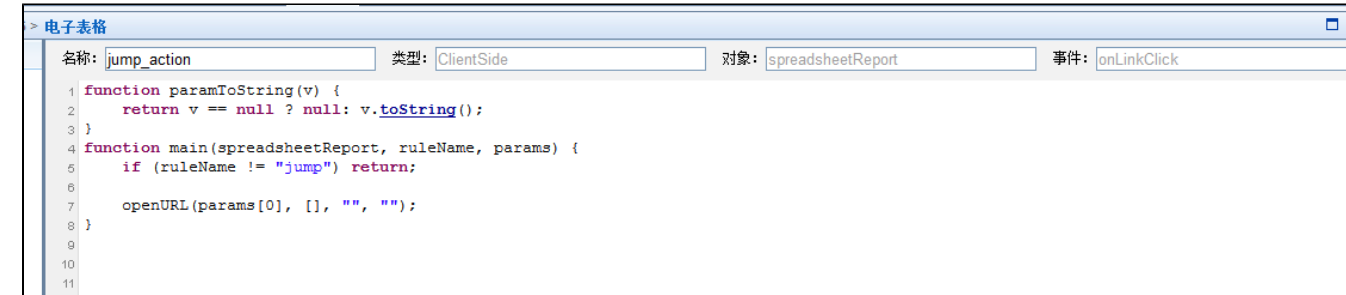 > 电子表格
名称: jump_action 类型: ClientSide 对象: spreadsheetReport 事件: onLinkClick
1 function paramToString(v) {
2     return v == null ? null: v.toString();
3 }
4 function main(spreadsheetReport, ruleName, params) {
5     if (ruleName != "jump") return;
6
7     openURL(params[0], [], "", "");
8 }
9
10
11